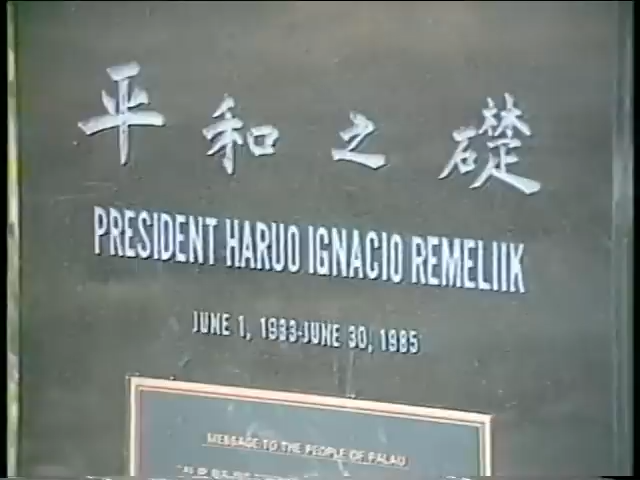 平和之礎
PRESIDENT HARUO IGNACIO REMELIIK
JUNE 1, 1933-JUNE 30, 1985
MESSAGE TO THE PEOPLE OF PALAU